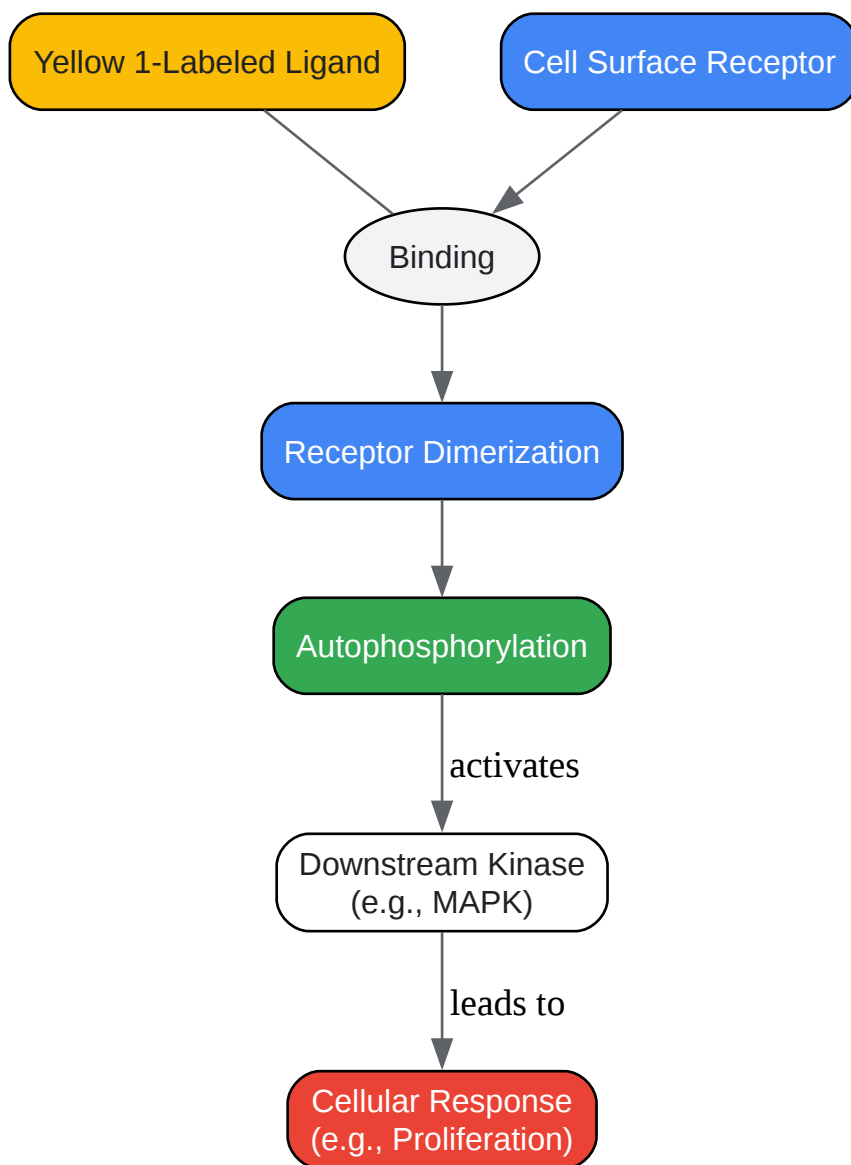 Yellow 1-Labeled Ligand
Cell Surface Receptor
Binding
Receptor Dimerization
Autophosphorylation
activates
Downstream Kinase
(e.g., MAPK)
leads to
Cellular Response
(e.g., Proliferation)